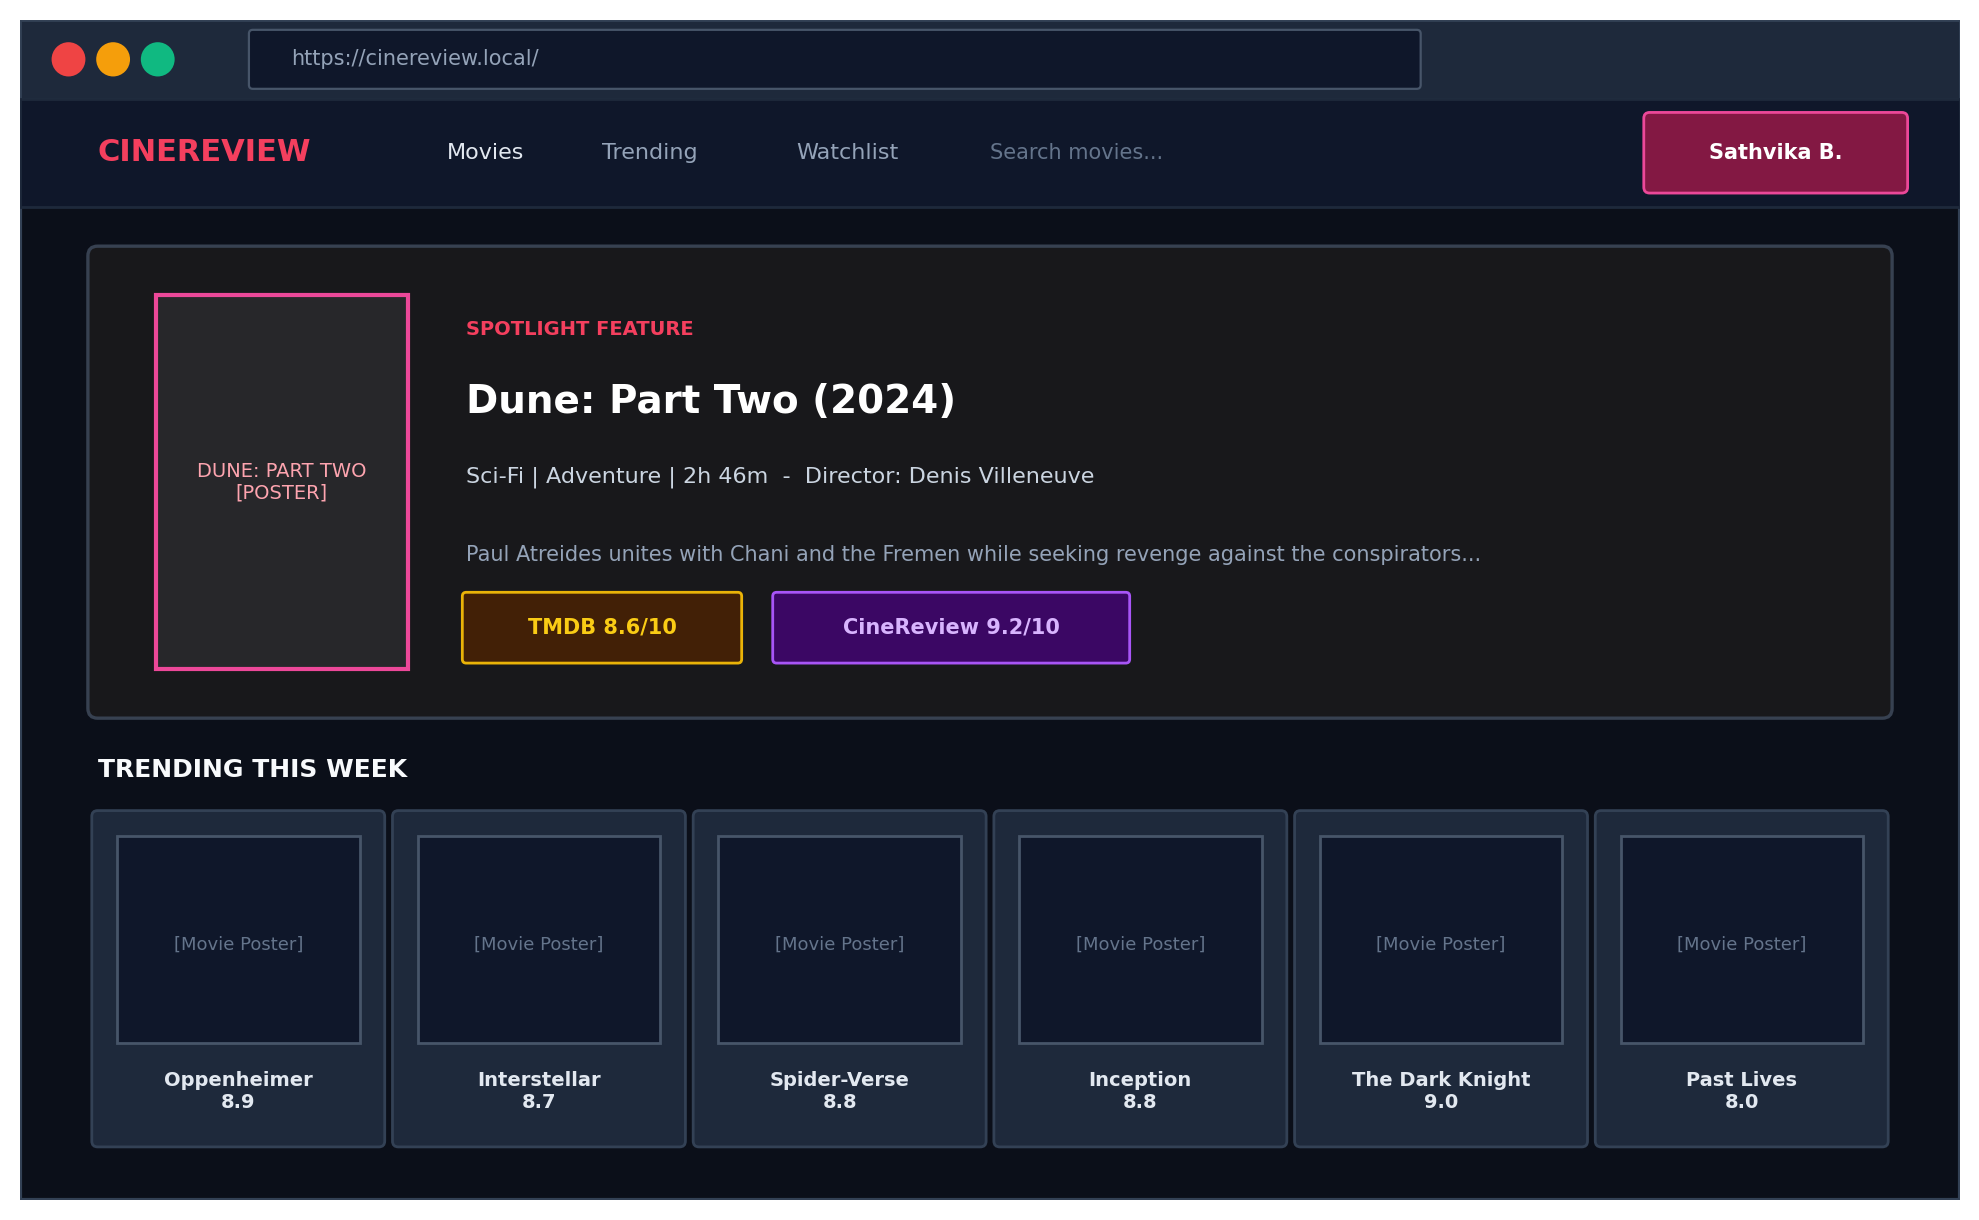 https://cinereview.local/
CINEREVIEW
Movies
Trending
Watchlist
Search movies...
Sathvika B.
SPOTLIGHT FEATURE
Dune: Part Two (2024)
Sci-Fi | Adventure | 2h 46m  -  Director: Denis Villeneuve
DUNE: PART TWO
[POSTER]
Paul Atreides unites with Chani and the Fremen while seeking revenge against the conspirators...
TMDB 8.6/10
CineReview 9.2/10
TRENDING THIS WEEK
[Movie Poster]
Oppenheimer
8.9
[Movie Poster]
Interstellar
8.7
[Movie Poster]
Spider-Verse
8.8
[Movie Poster]
Inception
8.8
[Movie Poster]
The Dark Knight
9.0
[Movie Poster]
Past Lives
8.0